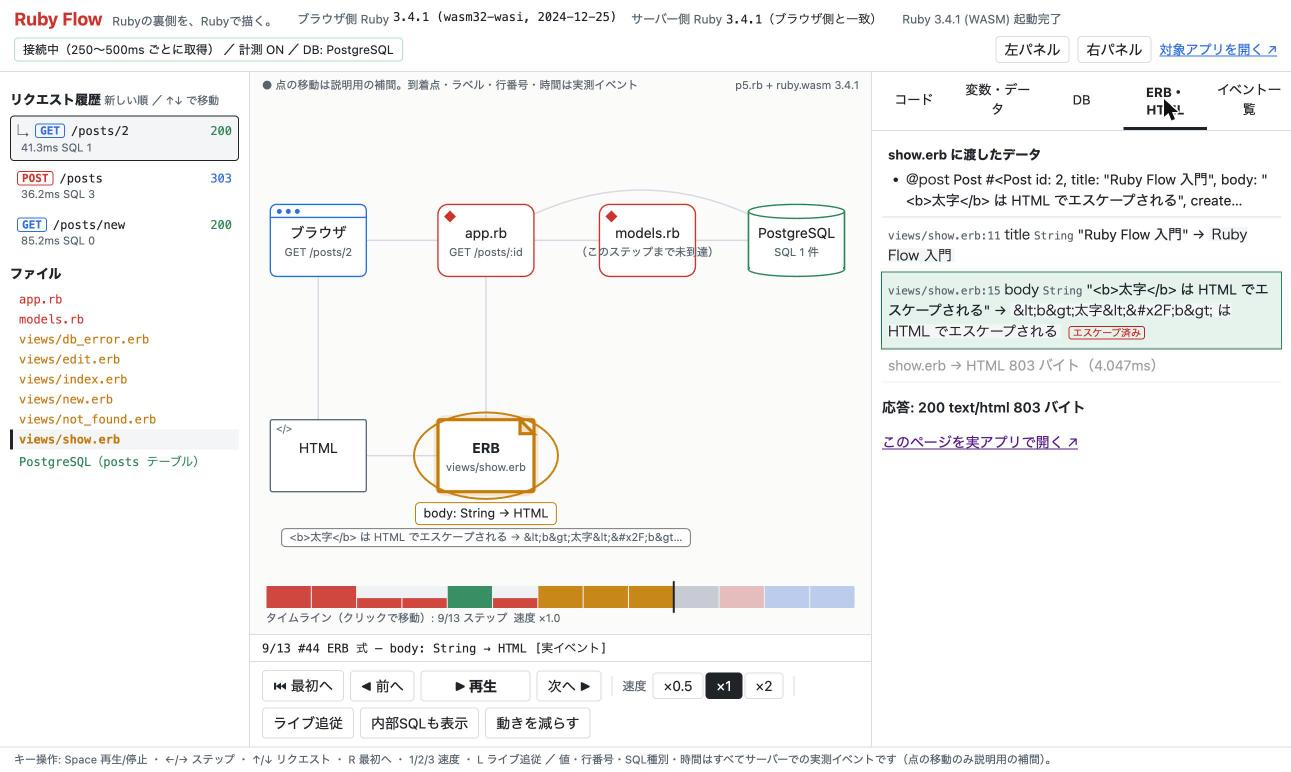 Ruby Flow Rubyの裏側を、Rubyで描く。 ブラウザ側 Ruby 3.4.1 (wasm32-wasi, 2024-12-25) サーバー側 Ruby 3.4.1（ブラウザ側と一致） Ruby 3.4.1 (WASM) 起動完了
接続中（250〜500ms ごとに取得）／ 計測 ON ／ DB: PostgreSQL
左パネル 右パネル 対象アプリを開く ↗
リクエスト履歴 新しい順 ／ ↑↓ で移動
GET /posts/2 200
41.3ms SQL 1
POST /posts 303
36.2ms SQL 3
GET /posts/new 200
85.2ms SQL 0
ファイル
app.rb
models.rb
views/db_error.erb
views/edit.erb
views/index.erb
views/new.erb
views/not_found.erb
views/show.erb
PostgreSQL（posts テーブル）
● 点の移動は説明用の補間。到着点・ラベル・行番号・時間は実測イベント p5.rb + ruby.wasm 3.4.1
ブラウザ
GET /posts/2
app.rb
GET /posts/:id
models.rb
（このステップまで未到達）
PostgreSQL
SQL 1 件
</>
HTML
ERB
views/show.erb
body: String → HTML
<b>太字</b> は HTML でエスケープされる → &lt;b&gt;太字&lt;&#x2F;b&gt...
タイムライン（クリックで移動）: 9/13 ステップ 速度 ×1.0
9/13 #44 ERB 式 — body: String → HTML [実イベント]
⏮ 最初へ ◀ 前へ ▶ 再生 次へ ▶ 速度 ×0.5 ×1 ×2
ライブ追従 内部SQLも表示 動きを減らす
コード 変数・データ DB ERB・HTML イベント一覧
show.erb に渡したデータ
• @post Post #<Post id: 2, title: "Ruby Flow 入門", body: "
<b>太字</b> は HTML でエスケープされる", create...
views/show.erb:11 title String "Ruby Flow 入門" → Ruby
Flow 入門
views/show.erb:15 body String "<b>太字</b> は HTML でエ
スケープされる" → &lt;b&gt;太字&lt;&#x2F;b&gt; は
HTML でエスケープされる エスケープ済み
show.erb → HTML 803 バイト（4.047ms）
応答: 200 text/html 803 バイト
このページを実アプリで開く ↗
キー操作: Space 再生/停止 ・ ←/→ ステップ ・ ↑/↓ リクエスト ・ R 最初へ ・ 1/2/3 速度 ・ L ライブ追従 ／ 値・行番号・SQL種別・時間はすべてサーバーでの実測イベントです（点の移動のみ説明用の補間）。